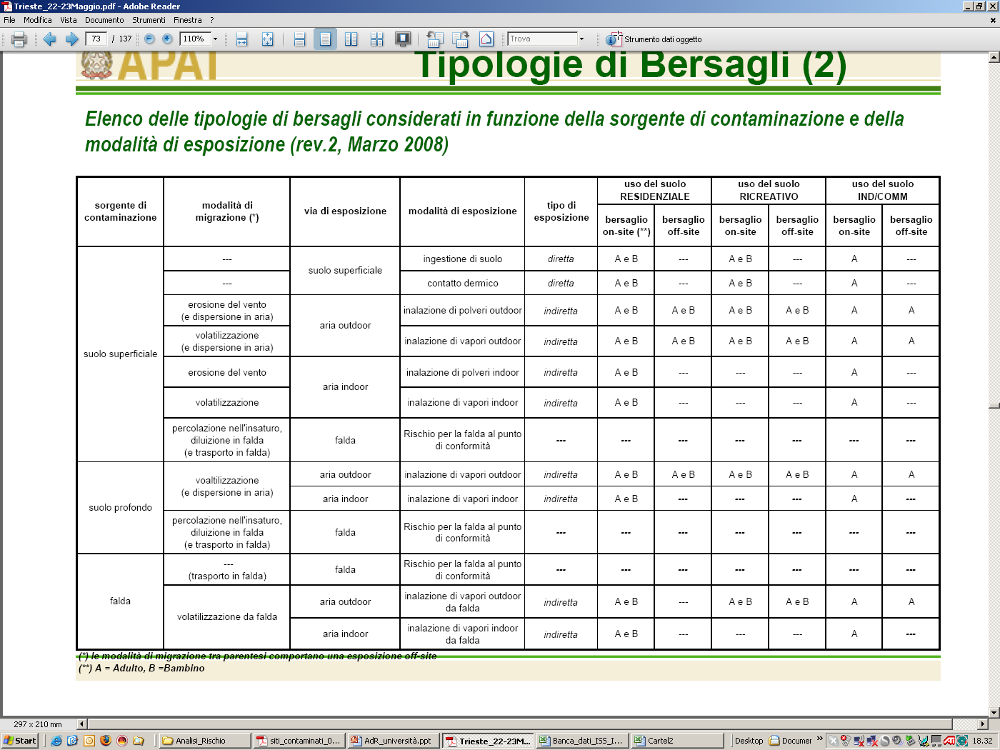 Trieste_22-23Maggio.pdf - Adobe Reader
File Modifica Vista Documento Strumenti Finestra ?
73 / 137 110% Trova Strumento dati oggetto
APAT Tipologie di Bersagli (2)
Elenco delle tipologie di bersagli considerati in funzione della sorgente di contaminazione e della
modalità di esposizione (rev.2, Marzo 2008)
sorgente di
contaminazione
modalità di
migrazione (*)
via di esposizione
modalità di esposizione
tipo di
esposizione
uso del suolo
RESIDENZIALE
uso del suolo
RICREATIVO
uso del suolo
IND/COMM
bersaglio
on-site (**)
bersaglio
off-site
bersaglio
on-site
bersaglio
off-site
bersaglio
on-site
bersaglio
off-site
suolo superficiale
---
suolo superficiale
ingestione di suolo diretta A e B --- A e B --- A ---
---
contatto dermico diretta A e B --- A e B --- A ---
erosione del vento
(e dispersione in aria)
aria outdoor
inalazione di polveri outdoor indiretta A e B A e B A e B A e B A A
volatilizzazione
(e dispersione in aria)
inalazione di vapori outdoor indiretta A e B A e B A e B A e B A A
erosione del vento
aria indoor
inalazione di polveri indoor indiretta A e B --- --- --- A ---
volatilizzazione
inalazione di vapori indoor indiretta A e B --- --- --- A ---
percolazione nell'insaturo,
diluizione in falda
(e trasporto in falda)
falda
Rischio per la falda al punto
di conformità
--- --- --- --- --- --- ---
suolo profondo
voaltilizzazione
(e dispersione in aria)
aria outdoor inalazione di vapori outdoor indiretta A e B A e B A e B A e B A A
aria indoor inalazione di vapori indoor indiretta A e B --- --- --- A ---
percolazione nell'insaturo,
diluizione in falda
(e trasporto in falda)
falda
Rischio per la falda al punto
di conformità
--- --- --- --- --- --- ---
falda
---
(trasporto in falda)
falda
Rischio per la falda al punto
di conformità
--- --- --- --- --- --- ---
volatilizzazione da falda
aria outdoor
inalazione di vapori outdoor
da falda
indiretta A e B --- A e B A e B A A
aria indoor
inalazione di vapori indoor
da falda
indiretta A e B --- --- --- A ---
(*) le modalità di migrazione tra parentesi comportano una esposizione off-site
(**) A = Adulto, B =Bambino
297 x 210 mm
Start Analisi_Rischio siti_contaminati_0... AdR_università.ppt Trieste_22-23M... Banca_dati_ISS_I... Cartel2 Desktop Documer » 18.32